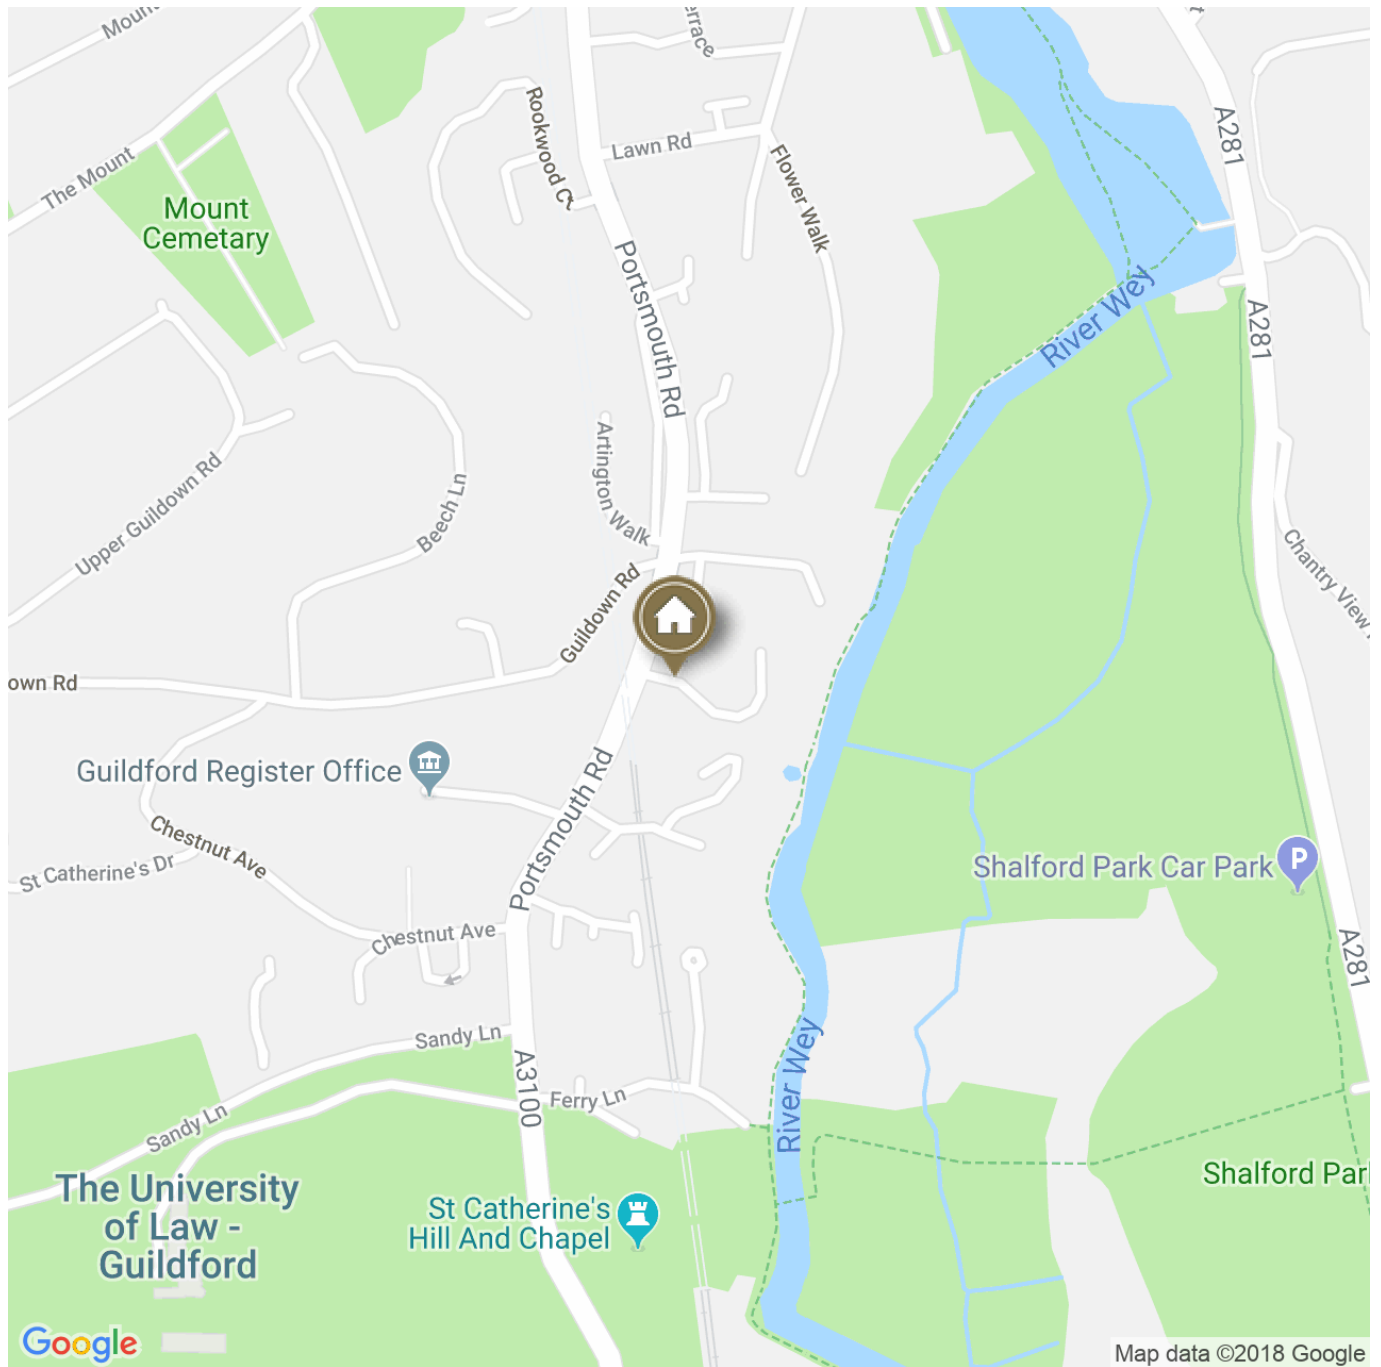 Mount
errace
A281
Rookwood Ct
Lawn Rd
Flower Walk
The Mount
Mount
Cemetary
Portsmouth Rd
River Wey
A281
Artington Walk
Upper Guildown Rd
Beech Ln
Chantry View
Guildown Rd
own Rd
Guildford Register Office
Portsmouth Rd
Chestnut Ave
St Catherine's Dr
Shalford Park Car Park
P
Chestnut Ave
A281
Sandy Ln
A3100
Ferry Ln
River Wey
Sandy Ln
The University
of Law -
Guildford
St Catherine's
Hill And Chapel
Shalford Par
Google
Map data ©2018 Google